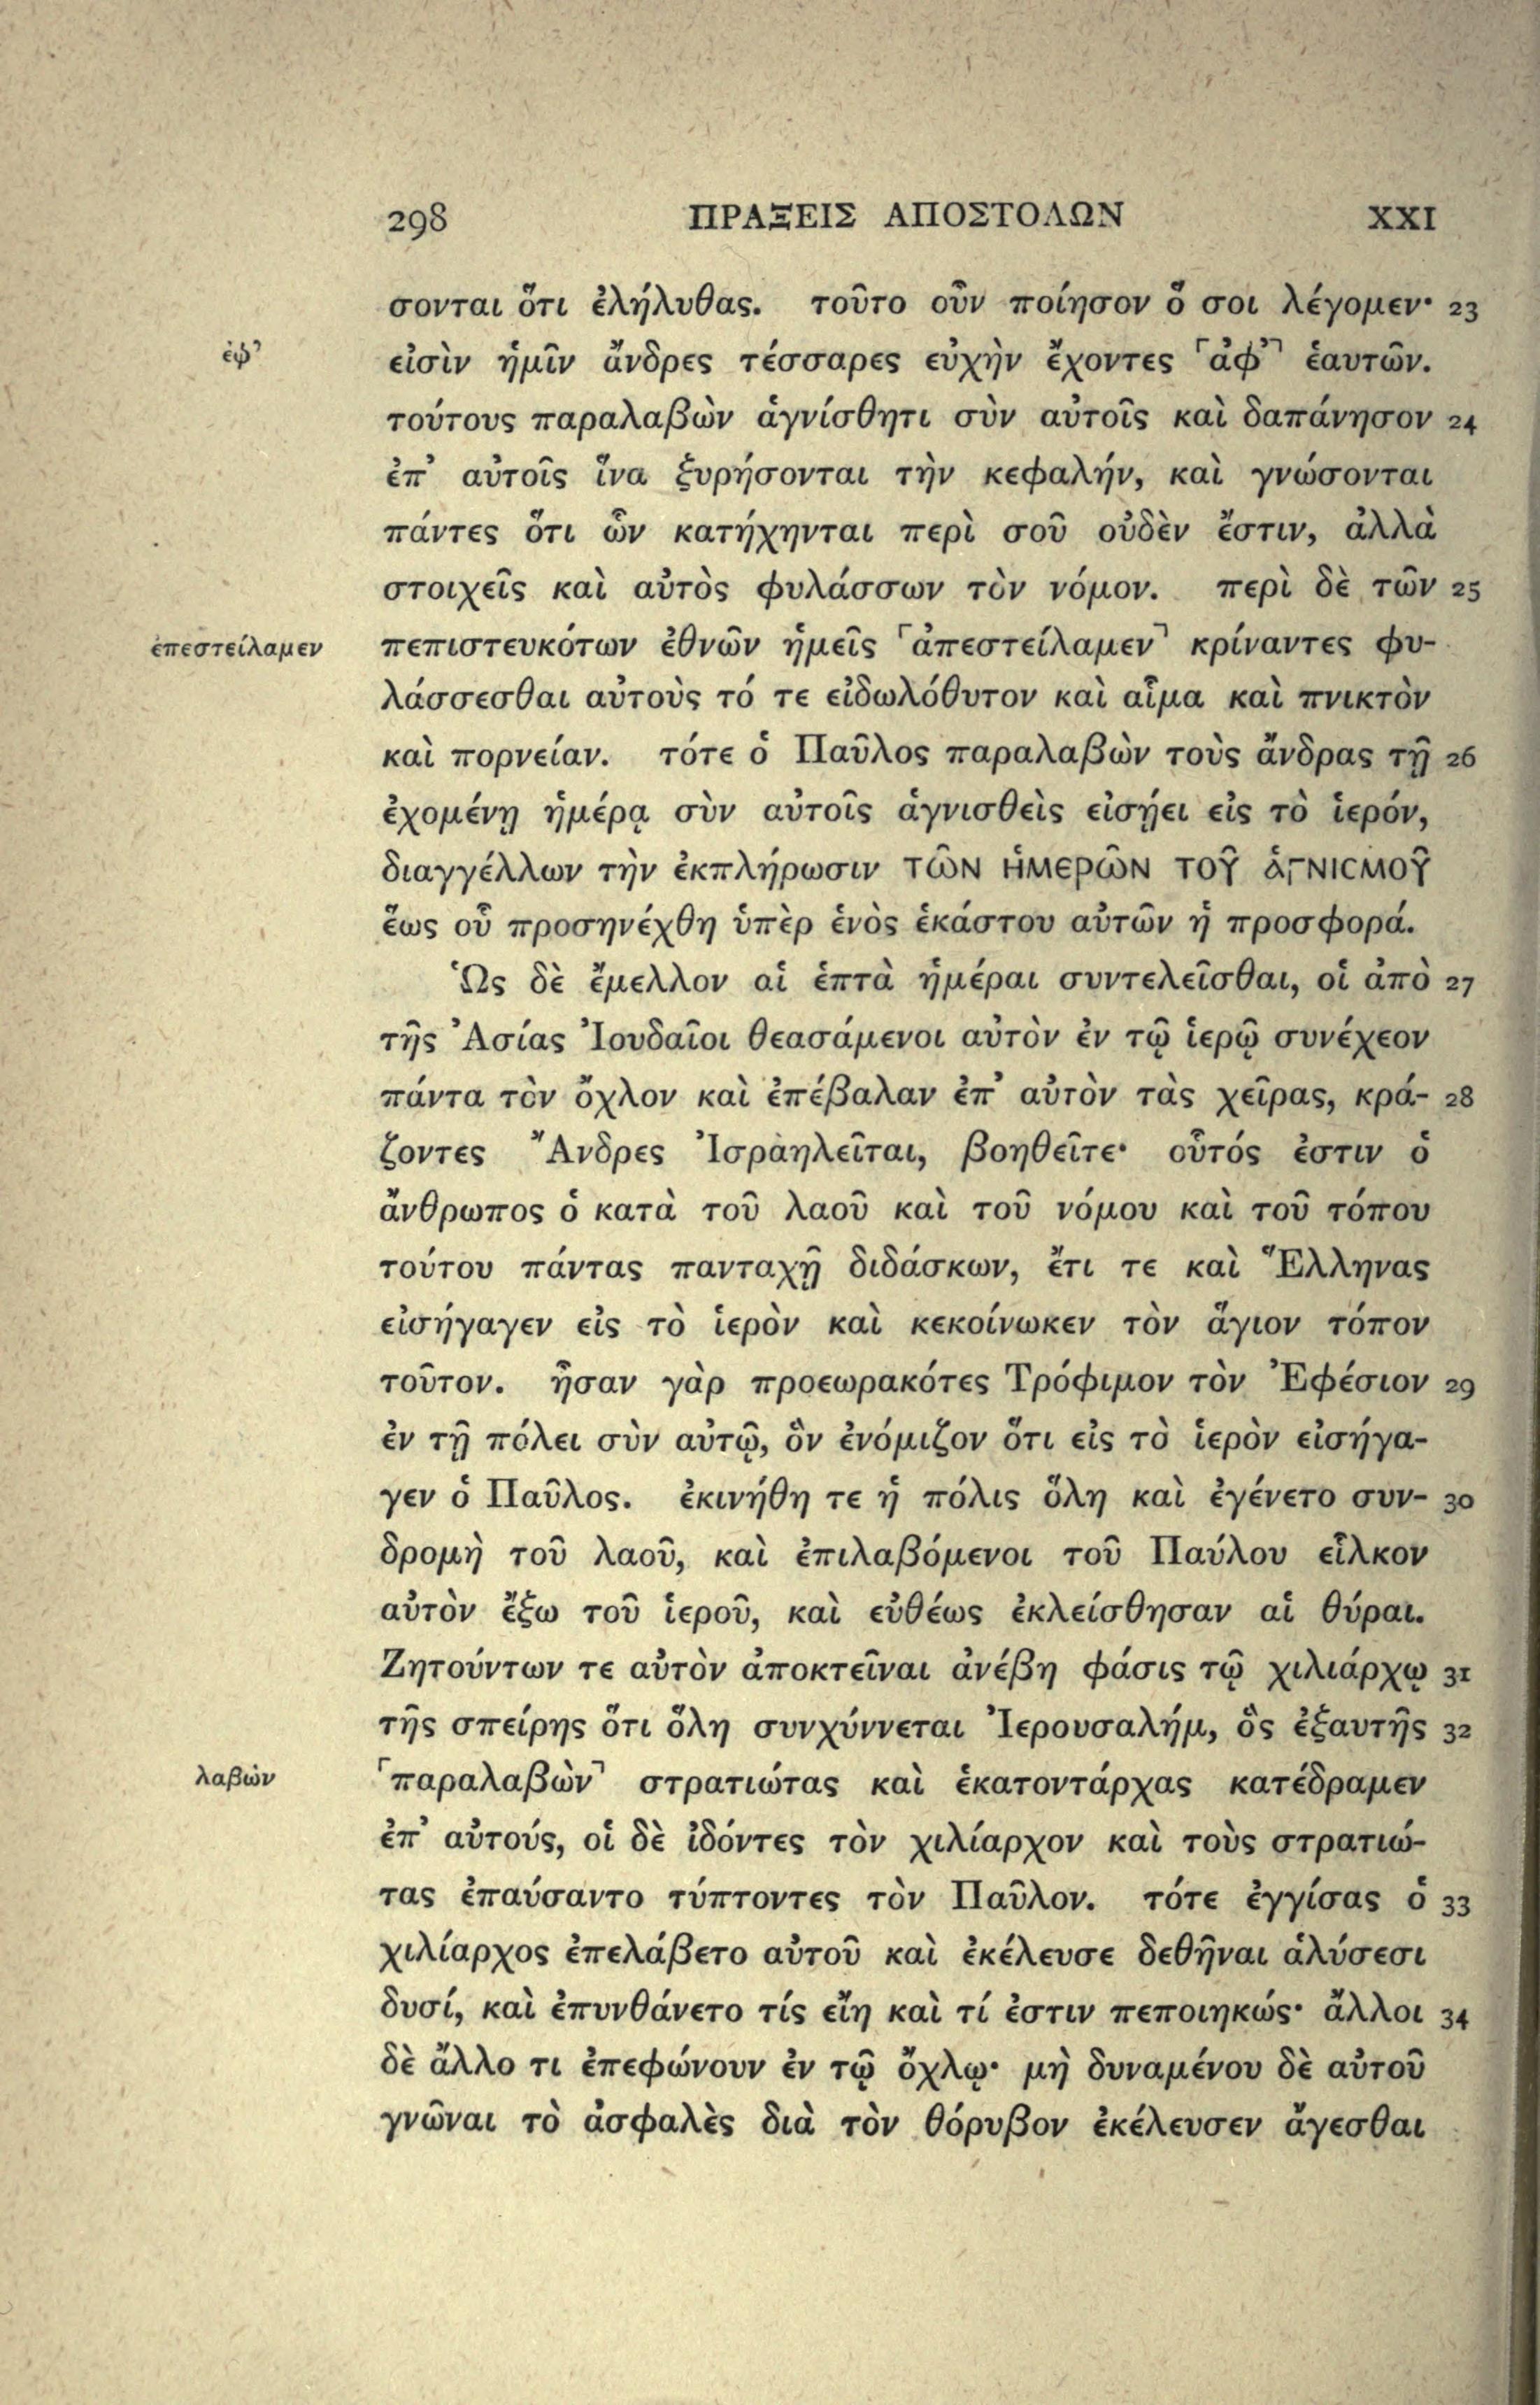 298 ΠΡΑΞΕΙΣ ΑΠΟΣΤΟΛΩΝ XXI
σονται ὅτι ἐλήλυθας. τοῦτο οὖν ποίησον ὅ σοι λέγομεν· 23
ἐφ’ εἰσὶν ἡμῖν ἄνδρες τέσσαρες εὐχὴν ἔχοντες ⌜ἀφ’⌝ ἑαυτῶν.
τούτους παραλαβὼν ἁγνίσθητι σὺν αὐτοῖς καὶ δαπάνησον 24
ἐπ’ αὐτοῖς ἵνα ξυρήσονται τὴν κεφαλήν, καὶ γνώσονται
πάντες ὅτι ὧν κατήχηνται περὶ σοῦ οὐδὲν ἔστιν, ἀλλὰ
στοιχεῖς καὶ αὐτὸς φυλάσσων τὸν νόμον. περὶ δὲ τῶν 25
ἐπεστείλαμεν πεπιστευκότων ἐθνῶν ἡμεῖς ⌜ἀπεστείλαμεν⌝ κρίναντες φυ-
λάσσεσθαι αὐτοὺς τό τε εἰδωλόθυτον καὶ αἷμα καὶ πνικτὸν
καὶ πορνείαν. τότε ὁ Παῦλος παραλαβὼν τοὺς ἄνδρας τῇ 26
ἐχομένῃ ἡμέρᾳ σὺν αὐτοῖς ἁγνισθεὶς εἰσῄει εἰς τὸ ἱερόν,
διαγγέλλων τὴν ἐκπλήρωσιν ΤῶΝ ἩΜΕΡῶΝ ΤΟῦ ἁΓΝΙϹΜΟῦ
ἕως οὗ προσηνέχθη ὑπὲρ ἑνὸς ἑκάστου αὐτῶν ἡ προσφορά.
Ὡς δὲ ἔμελλον αἱ ἑπτὰ ἡμέραι συντελεῖσθαι, οἱ ἀπὸ 27
τῆς Ἀσίας Ἰουδαῖοι θεασάμενοι αὐτὸν ἐν τῷ ἱερῷ συνέχεον
πάντα τὸν ὄχλον καὶ ἐπέβαλαν ἐπ’ αὐτὸν τὰς χεῖρας, κρά- 28
ζοντες Ἄνδρες Ἰσραηλεῖται, βοηθεῖτε· οὗτός ἐστιν ὁ
ἄνθρωπος ὁ κατὰ τοῦ λαοῦ καὶ τοῦ νόμου καὶ τοῦ τόπου
τούτου πάντας πανταχῇ διδάσκων, ἔτι τε καὶ Ἕλληνας
εἰσήγαγεν εἰς τὸ ἱερὸν καὶ κεκοίνωκεν τὸν ἅγιον τόπον
τοῦτον. ἦσαν γὰρ προεωρακότες Τρόφιμον τὸν Ἐφέσιον 29
ἐν τῇ πόλει σὺν αὐτῷ, ὃν ἐνόμιζον ὅτι εἰς τὸ ἱερὸν εἰσήγα-
γεν ὁ Παῦλος. ἐκινήθη τε ἡ πόλις ὅλη καὶ ἐγένετο συν- 30
δρομὴ τοῦ λαοῦ, καὶ ἐπιλαβόμενοι τοῦ Παύλου εἷλκον
αὐτὸν ἔξω τοῦ ἱεροῦ, καὶ εὐθέως ἐκλείσθησαν αἱ θύραι.
Ζητούντων τε αὐτὸν ἀποκτεῖναι ἀνέβη φάσις τῷ χιλιάρχῳ 31
τῆς σπείρης ὅτι ὅλη συνχύννεται Ἰερουσαλήμ, ὃς ἐξαυτῆς 32
λαβὼν ⌜παραλαβὼν⌝ στρατιώτας καὶ ἑκατοντάρχας κατέδραμεν
ἐπ’ αὐτούς, οἱ δὲ ἰδόντες τὸν χιλίαρχον καὶ τοὺς στρατιώ-
τας ἐπαύσαντο τύπτοντες τὸν Παῦλον. τότε ἐγγίσας ὁ 33
χιλίαρχος ἐπελάβετο αὐτοῦ καὶ ἐκέλευσε δεθῆναι ἁλύσεσι
δυσί, καὶ ἐπυνθάνετο τίς εἴη καὶ τί ἐστιν πεποιηκώς· ἄλλοι 34
δὲ ἄλλο τι ἐπεφώνουν ἐν τῷ ὄχλῳ· μὴ δυναμένου δὲ αὐτοῦ
γνῶναι τὸ ἀσφαλὲς διὰ τὸν θόρυβον ἐκέλευσεν ἄγεσθαι